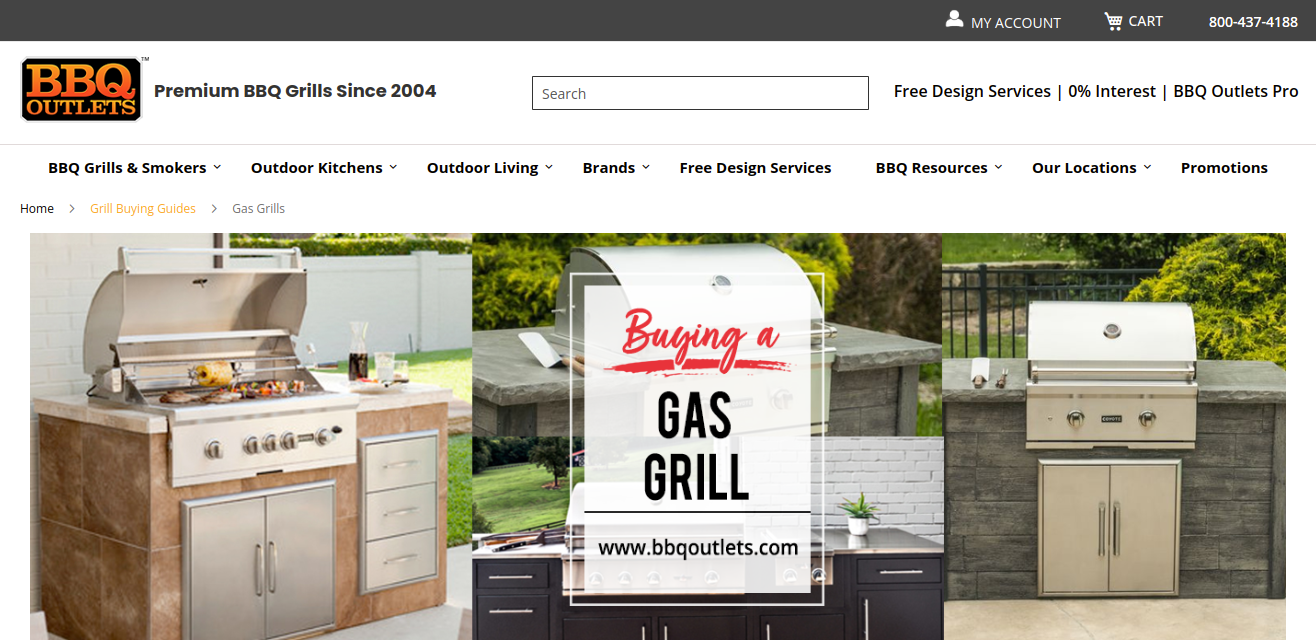 MY ACCOUNT
CART
800-437-4188
BBQ
OUTLETS
™
Premium BBQ Grills Since 2004
Search
Free Design Services | 0% Interest | BBQ Outlets Pro
BBQ Grills & Smokers
Outdoor Kitchens
Outdoor Living
Brands
Free Design Services
BBQ Resources
Our Locations
Promotions
Home > Grill Buying Guides > Gas Grills
Buying a
GAS
GRILL
www.bbqoutlets.com
COYOTE